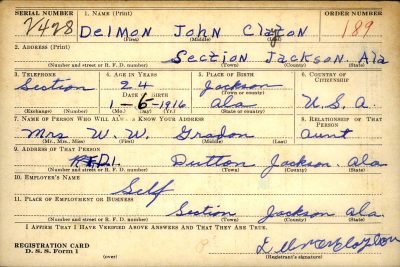 SERIAL NUMBER 1. NAME (Print) ORDER NUMBER
2428 Delmon John Clayton 189
(First) (Middle) (Last)
2. ADDRESS (Print)
Section Jackson. Ala
(Number and street or R. F. D. number) (Town) (County) (State)
3. TELEPHONE 4. AGE IN YEARS 5. PLACE OF BIRTH 6. COUNTRY OF CITIZENSHIP
Section 24 Jackson
DATE OF BIRTH (Town or county)
1-6-1916 Ala U.S.A.
(Exchange) (Number) (Mo.) (Day) (Yr.) (State or country)
7. NAME OF PERSON WHO WILL ALWAYS KNOW YOUR ADDRESS 8. RELATIONSHIP OF THAT PERSON
Mrs W. W. Gradon aunt
(Mr., Mrs., Miss) (First) (Middle) (Last)
9. ADDRESS OF THAT PERSON
R.F.D.1. Dutton Jackson. Ala
(Number and street or R. F. D. number) (Town) (County) (State)
10. EMPLOYER'S NAME
Self
11. PLACE OF EMPLOYMENT OR BUSINESS
Section Jackson Ala.
(Number and street or R. F. D. number) (Town) (County) (State)
I AFFIRM THAT I HAVE VERIFIED ABOVE ANSWERS AND THAT THEY ARE TRUE.
REGISTRATION CARD
D. S. S. Form 1 (over) (Registrant's signature)